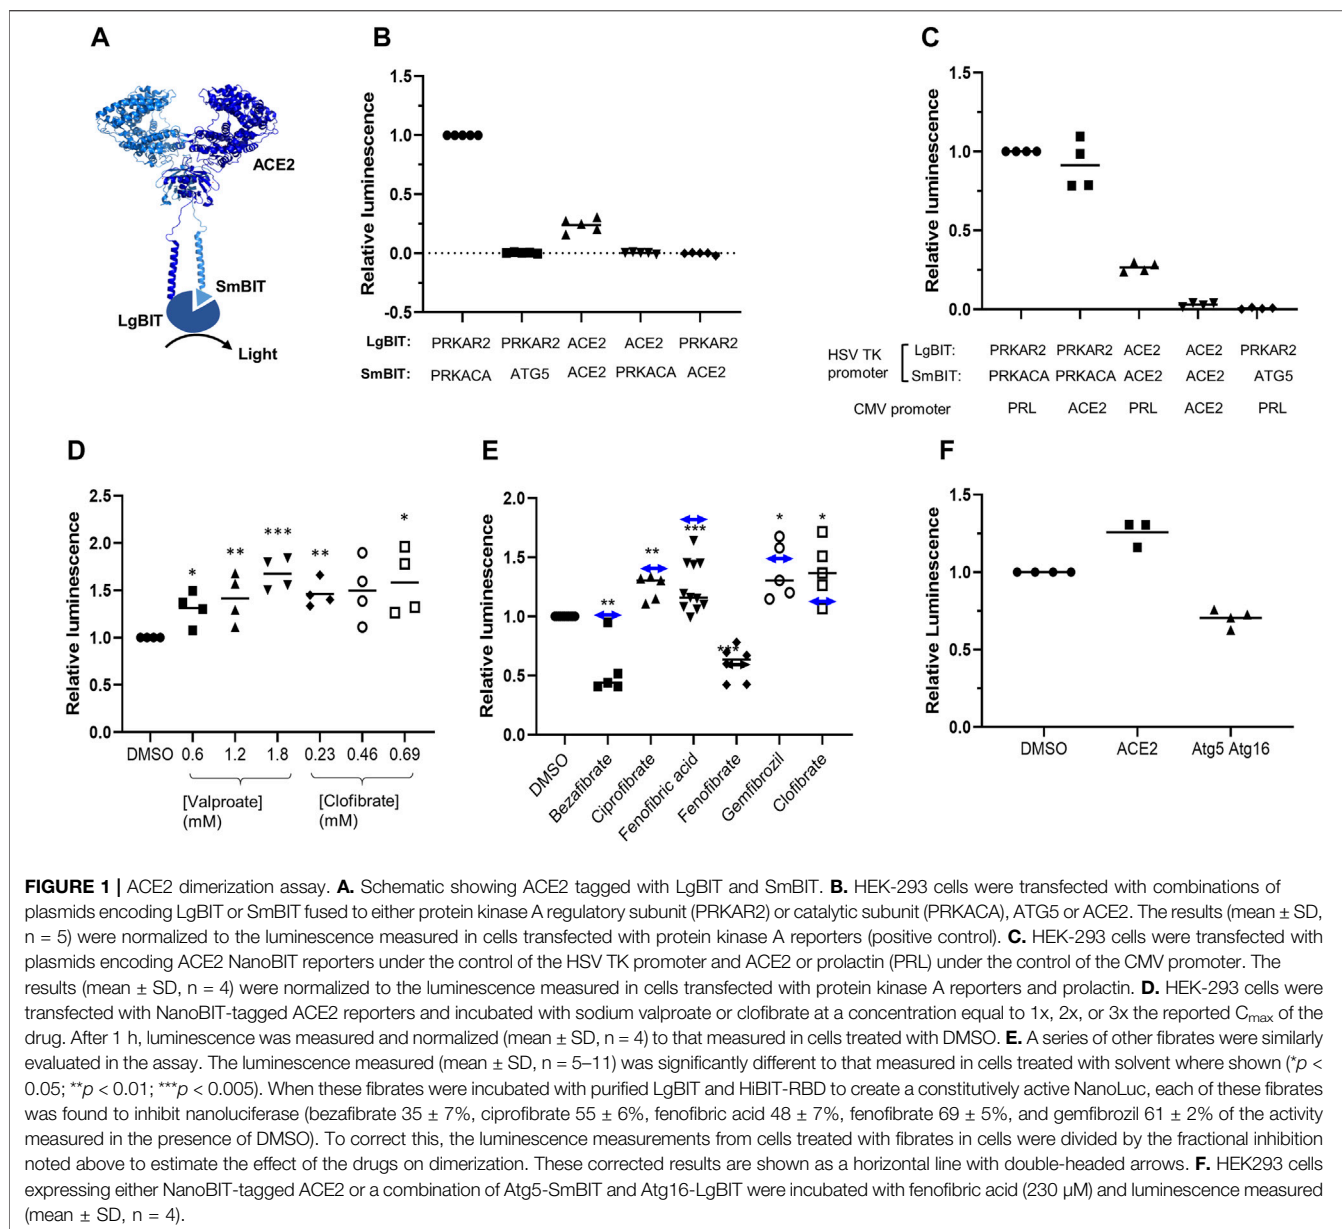 A
ACE2
SmBIT
LgBIT
Light
B
Relative luminescence
1.5
1.0
0.5
0.0
-0.5
LgBIT: PRKAR2 PRKAR2 ACE2 ACE2 PRKAR2
SmBIT: PRKACA ATG5 ACE2 PRKACA ACE2
C
Relative luminescence
1.5
1.0
0.5
0.0
HSV TK promoter
LgBIT: PRKAR2 PRKAR2 ACE2 ACE2 PRKAR2
SmBIT: PRKACA PRKACA ACE2 ACE2 ATG5
CMV promoter PRL ACE2 PRL ACE2 PRL
D
Relative luminescence
2.5
2.0
1.5
1.0
0.5
0.0
* ** *** ** *
DMSO 0.6 1.2 1.8 0.23 0.46 0.69
[Valproate] [Clofibrate]
(mM) (mM)
E
Relative luminescence
2.0
1.5
1.0
0.5
0.0
** ** *** *** * *
DMSO
Bezafibrate
Ciprofibrate
Fenofibric acid
Fenofibrate
Gemfibrozil
Clofibrate
F
Relative Luminescence
1.5
1.0
0.5
0.0
DMSO ACE2 Atg5 Atg16
FIGURE 1 | ACE2 dimerization assay. A. Schematic showing ACE2 tagged with LgBIT and SmBIT. B. HEK-293 cells were transfected with combinations of
plasmids encoding LgBIT or SmBIT fused to either protein kinase A regulatory subunit (PRKAR2) or catalytic subunit (PRKACA), ATG5 or ACE2. The results (mean ± SD,
n = 5) were normalized to the luminescence measured in cells transfected with protein kinase A reporters (positive control). C. HEK-293 cells were transfected with
plasmids encoding ACE2 NanoBIT reporters under the control of the HSV TK promoter and ACE2 or prolactin (PRL) under the control of the CMV promoter. The
results (mean ± SD, n = 4) were normalized to the luminescence measured in cells transfected with protein kinase A reporters and prolactin. D. HEK-293 cells were
transfected with NanoBIT-tagged ACE2 reporters and incubated with sodium valproate or clofibrate at a concentration equal to 1x, 2x, or 3x the reported Cmax of the
drug. After 1 h, luminescence was measured and normalized (mean ± SD, n = 4) to that measured in cells treated with DMSO. E. A series of other fibrates were similarly
evaluated in the assay. The luminescence measured (mean ± SD, n = 5–11) was significantly different to that measured in cells treated with solvent where shown (*p <
0.05; **p < 0.01; ***p < 0.005). When these fibrates were incubated with purified LgBIT and HiBIT-RBD to create a constitutively active NanoLuc, each of these fibrates
was found to inhibit nanoluciferase (bezafibrate 35 ± 7%, ciprofibrate 55 ± 6%, fenofibric acid 48 ± 7%, fenofibrate 69 ± 5%, and gemfibrozil 61 ± 2% of the activity
measured in the presence of DMSO). To correct this, the luminescence measurements from cells treated with fibrates in cells were divided by the fractional inhibition
noted above to estimate the effect of the drugs on dimerization. These corrected results are shown as a horizontal line with double-headed arrows. F. HEK293 cells
expressing either NanoBIT-tagged ACE2 or a combination of Atg5-SmBIT and Atg16-LgBIT were incubated with fenofibric acid (230 µM) and luminescence measured
(mean ± SD, n = 4).